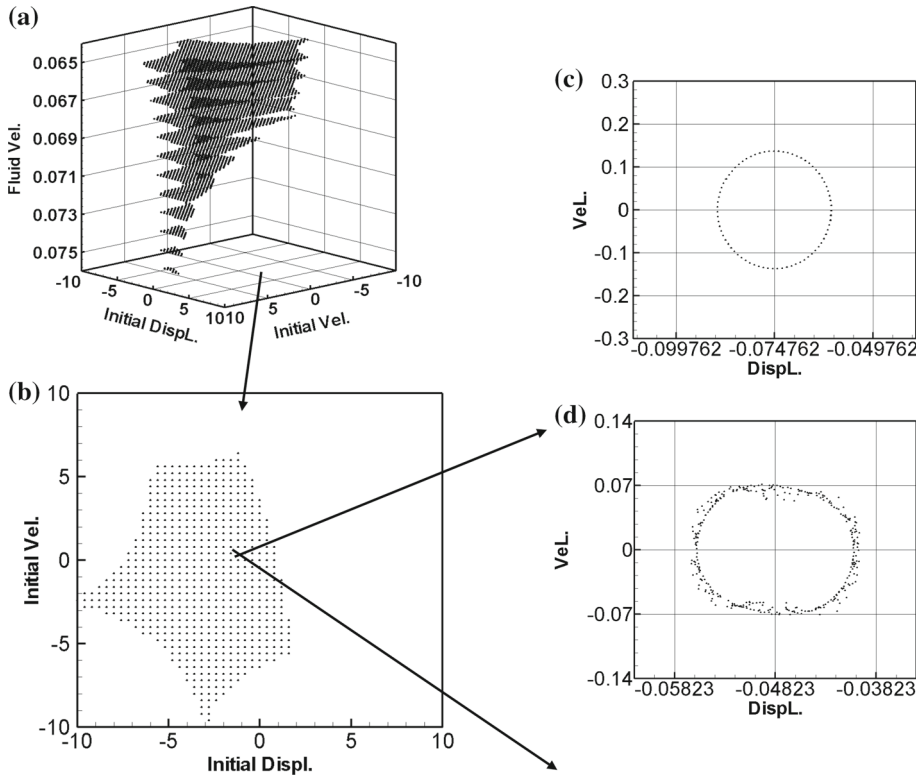 (a)
0.065
0.067
0.069
0.071
0.073
0.075
Fluid Vel.
-10 -5 0 5 1010 5 0 -5 -10
Initial DispL.
Initial Vel.
(b)
10
5
0
-5
-10
Initial Vel.
-10 -5 0 5 10
Initial Displ.
(c)
0.3
0.2
0.1
0
-0.1
-0.2
-0.3
VeL.
-0.099762 -0.074762 -0.049762
DispL.
(d)
0.14
0.07
0
-0.07
-0.14
VeL.
-0.05823 -0.04823 -0.03823
DispL.